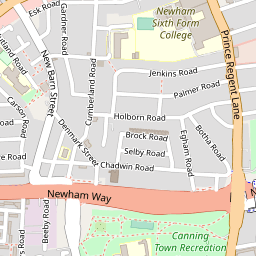 Esk Road
Newham
Sixth Form
College
Gardner Road
Rutland Road
New Barn Street
Cumberland Road
Prince Regent Lane
Jenkins Road
Palmer Road
Carson Road
Holborn Road
Denmark Street
Brock Road
Botha Road
Egham Road
Selby Road
Chadwin Road
Newham Way
Beeby Road
Canning
Town Recreation